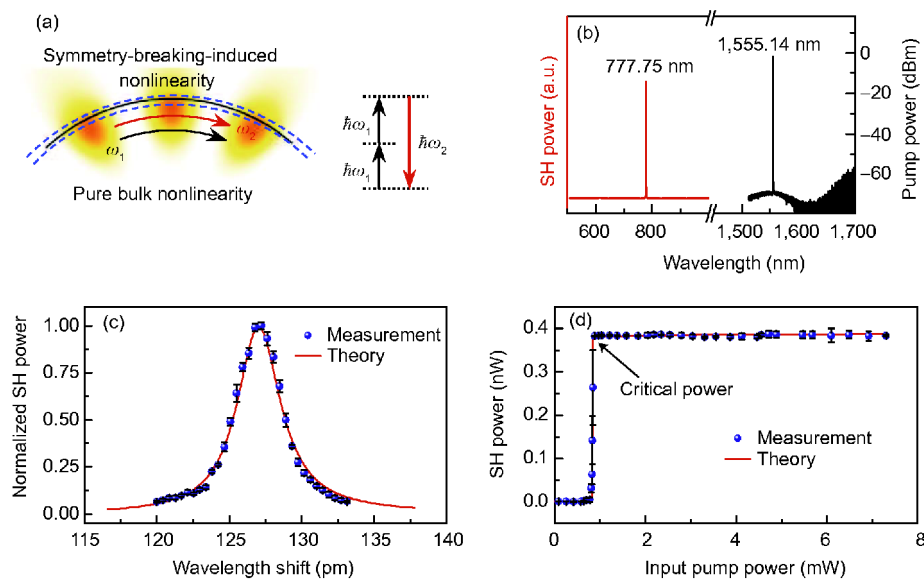 (a)
Symmetry-breaking-induced
nonlinearity
ω1
ω2
Pure bulk nonlinearity
ℏω1
ℏω1
ℏω2
(b)
777.75 nm
1,555.14 nm
SH power (a.u.)
Pump power (dBm)
0
−20
−40
−60
600
800
1,500
1,600
1,700
Wavelength (nm)
(c)
Measurement
Theory
Normalized SH power
1.00
0.75
0.50
0.25
0.00
115
120
125
130
135
140
Wavelength shift (pm)
(d)
Critical power
Measurement
Theory
SH power (nW)
0.4
0.3
0.2
0.1
0.0
0
2
4
6
8
Input pump power (mW)